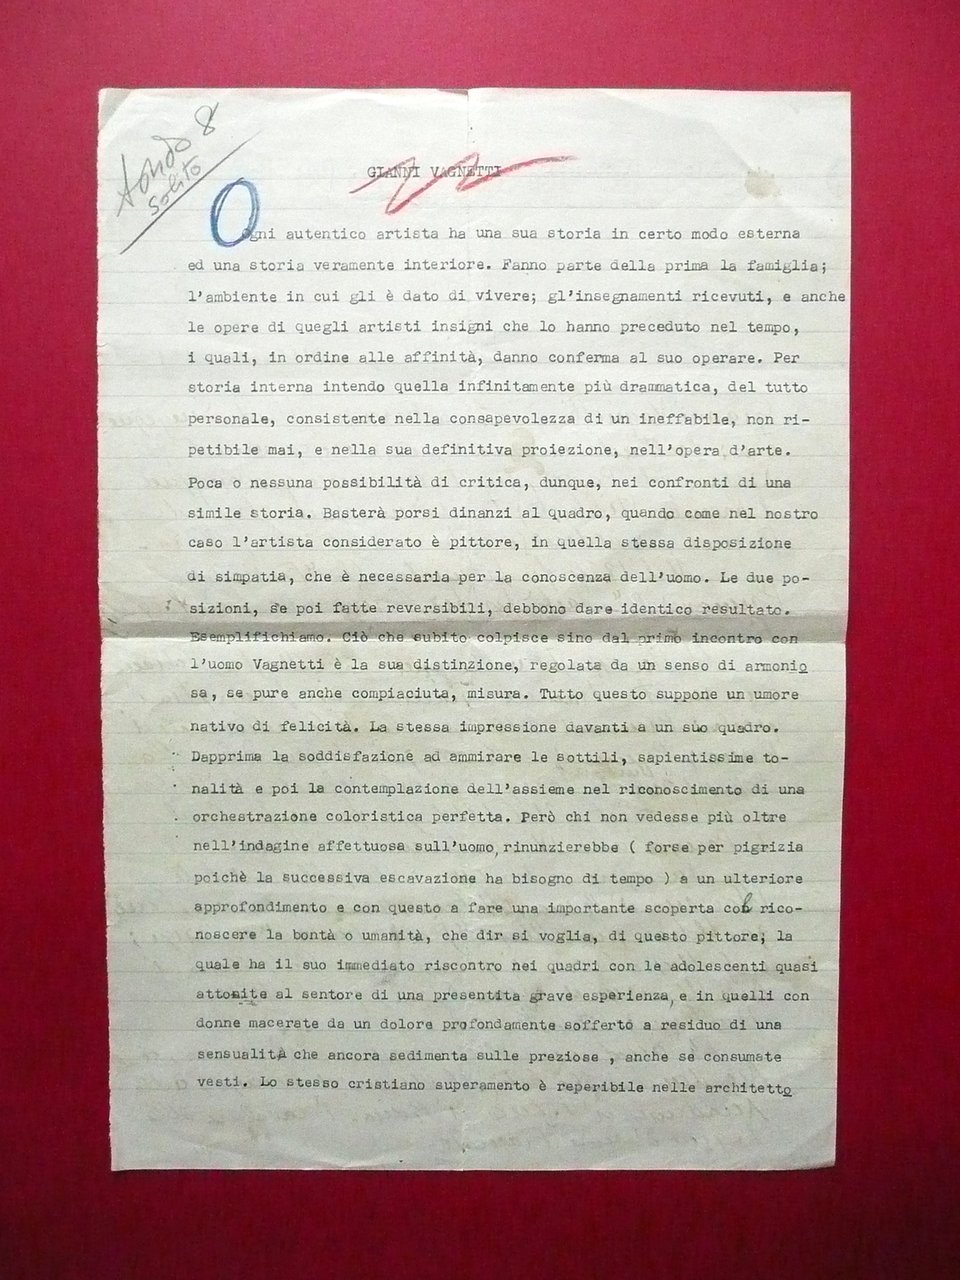 tondo 8
solito
GIANNI VAGNETTI
Ogni autentico artista ha una sua storia in certo modo esterna
ed una storia veramente interiore. Fanno parte della prima la famiglia;
l'ambiente in cui gli è dato di vivere; gl'insegnamenti ricevuti, e anche
le opere di quegli artisti insigni che lo hanno preceduto nel tempo,
i quali, in ordine alle affinità, danno conferma al suo operare. Per
storia interna intendo quella infinitamente più drammatica, del tutto
personale, consistente nella consapevolezza di un ineffabile, non ri-
petibile mai, e nella sua definitiva proiezione, nell'opera d'arte.
Poca o nessuna possibilità di critica, dunque, nei confronti di una
simile storia. Basterà porsi dinanzi al quadro, quando come nel nostro
caso l'artista considerato è pittore, in quella stessa disposizione
di simpatia, che è necessaria per la conoscenza dell'uomo. Le due po-
sizioni, se poi fatte reversibili, debbono dare identico resultato.
Esemplifichiamo. Ciò che subito colpisce sino dal primo incontro con
l'uomo Vagnetti è la sua distinzione, regolata da un senso di armonio
sa, se pure anche compiaciuta, misura. Tutto questo suppone un umore
nativo di felicità. La stessa impressione davanti a un suo quadro.
Dapprima la soddisfazione ad ammirare le sottili, sapientissime to-
nalità e poi la contemplazione dell'assieme nel riconoscimento di una
orchestrazione coloristica perfetta. Però chi non vedesse più oltre
nell'indagine affettuosa sull'uomo, rinunzierebbe ( forse per pigrizia
poichè la successiva escavazione ha bisogno di tempo ) a un ulteriore
approfondimento e con questo a fare una importante scoperta col rico-
noscere la bontà o umanità, che dir si voglia, di questo pittore; la
quale ha il suo immediato riscontro nei quadri con le adolescenti quasi
attonite al sentore di una presentita grave esperienza, e in quelli con
donne macerate da un dolore profondamente sofferto a residuo di una
sensualità che ancora sedimenta sulle preziose , anche se consumate
vesti. Lo stesso cristiano superamento è reperibile nelle architetto